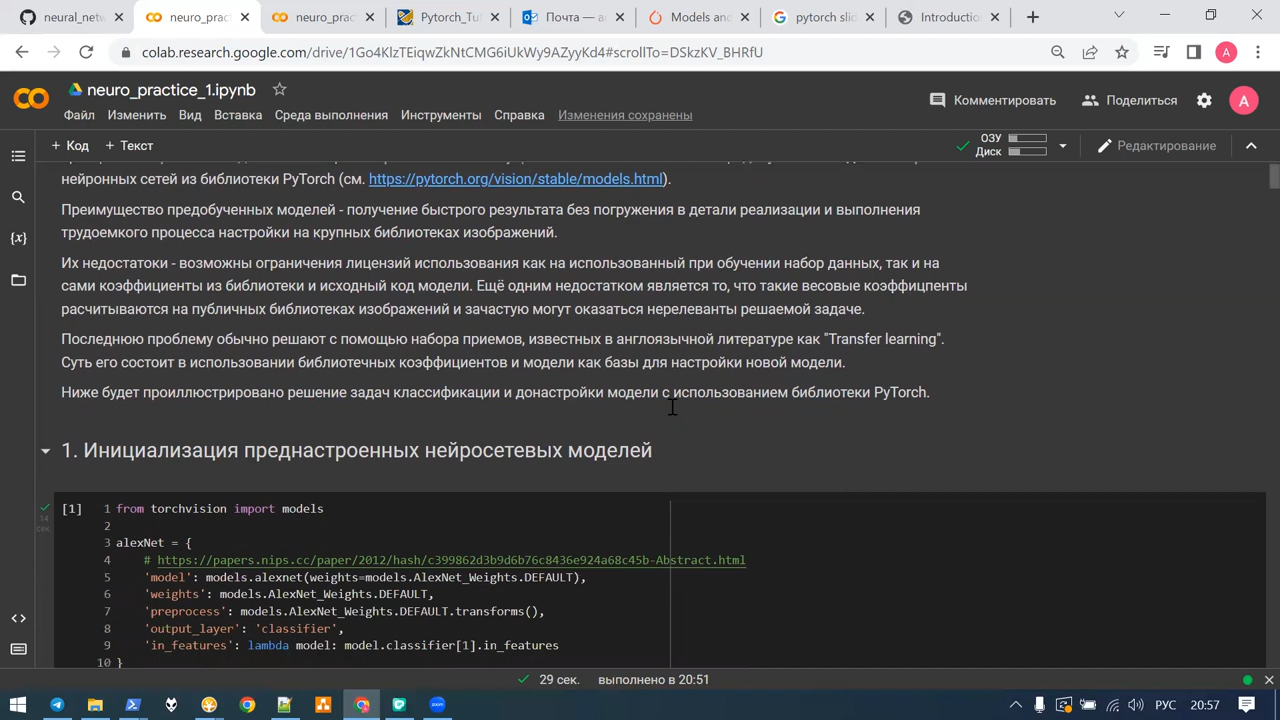 neural_netw
neuro_practi
neuro_pract
Pytorch_Tut
Почта — а
Models and
pytorch slid
Introduction
colab.research.google.com/drive/1Go4KlzTEiqwZkNtCMG6iUkWy9AZyyKd4#scrollTo=DSkzKV_BHRfU
A
neuro_practice_1.ipynb
Комментировать
Поделиться
A
Файл Изменить Вид Вставка Среда выполнения Инструменты Справка Изменения сохранены
+ Код + Текст
ОЗУ
Диск
Редактирование
нейронных сетей из библиотеки PyTorch (см. https://pytorch.org/vision/stable/models.html).
Преимущество предобученных моделей - получение быстрого результата без погружения в детали реализации и выполнения
трудоемкого процесса настройки на крупных библиотеках изображений.
Их недостатоки - возможны ограничения лицензий использования как на использованный при обучении набор данных, так и на
сами коэффициенты из библиотеки и исходный код модели. Ещё одним недостатком является то, что такие весовые коэффицпенты
расчитываются на публичных библиотеках изображений и зачастую могут оказаться нерелеванты решаемой задаче.
Последнюю проблему обычно решают с помощью набора приемов, известных в англоязычной литературе как "Transfer learning".
Суть его состоит в использовании библиотечных коэффициентов и модели как базы для настройки новой модели.
Ниже будет проиллюстрировано решение задач классификации и донастройки модели с использованием библиотеки PyTorch.
1. Инициализация преднастроенных нейросетевых моделей
14
сек.
[1] 1 from torchvision import models
2
3 alexNet = {
4 # https://papers.nips.cc/paper/2012/hash/c399862d3b9d6b76c8436e924a68c45b-Abstract.html
5 'model': models.alexnet(weights=models.AlexNet_Weights.DEFAULT),
6 'weights': models.AlexNet_Weights.DEFAULT,
7 'preprocess': models.AlexNet_Weights.DEFAULT.transforms(),
8 'output_layer': 'classifier',
9 'in_features': lambda model: model.classifier[1].in_features
10 }
29 сек. выполнено в 20:51
РУС 20:57